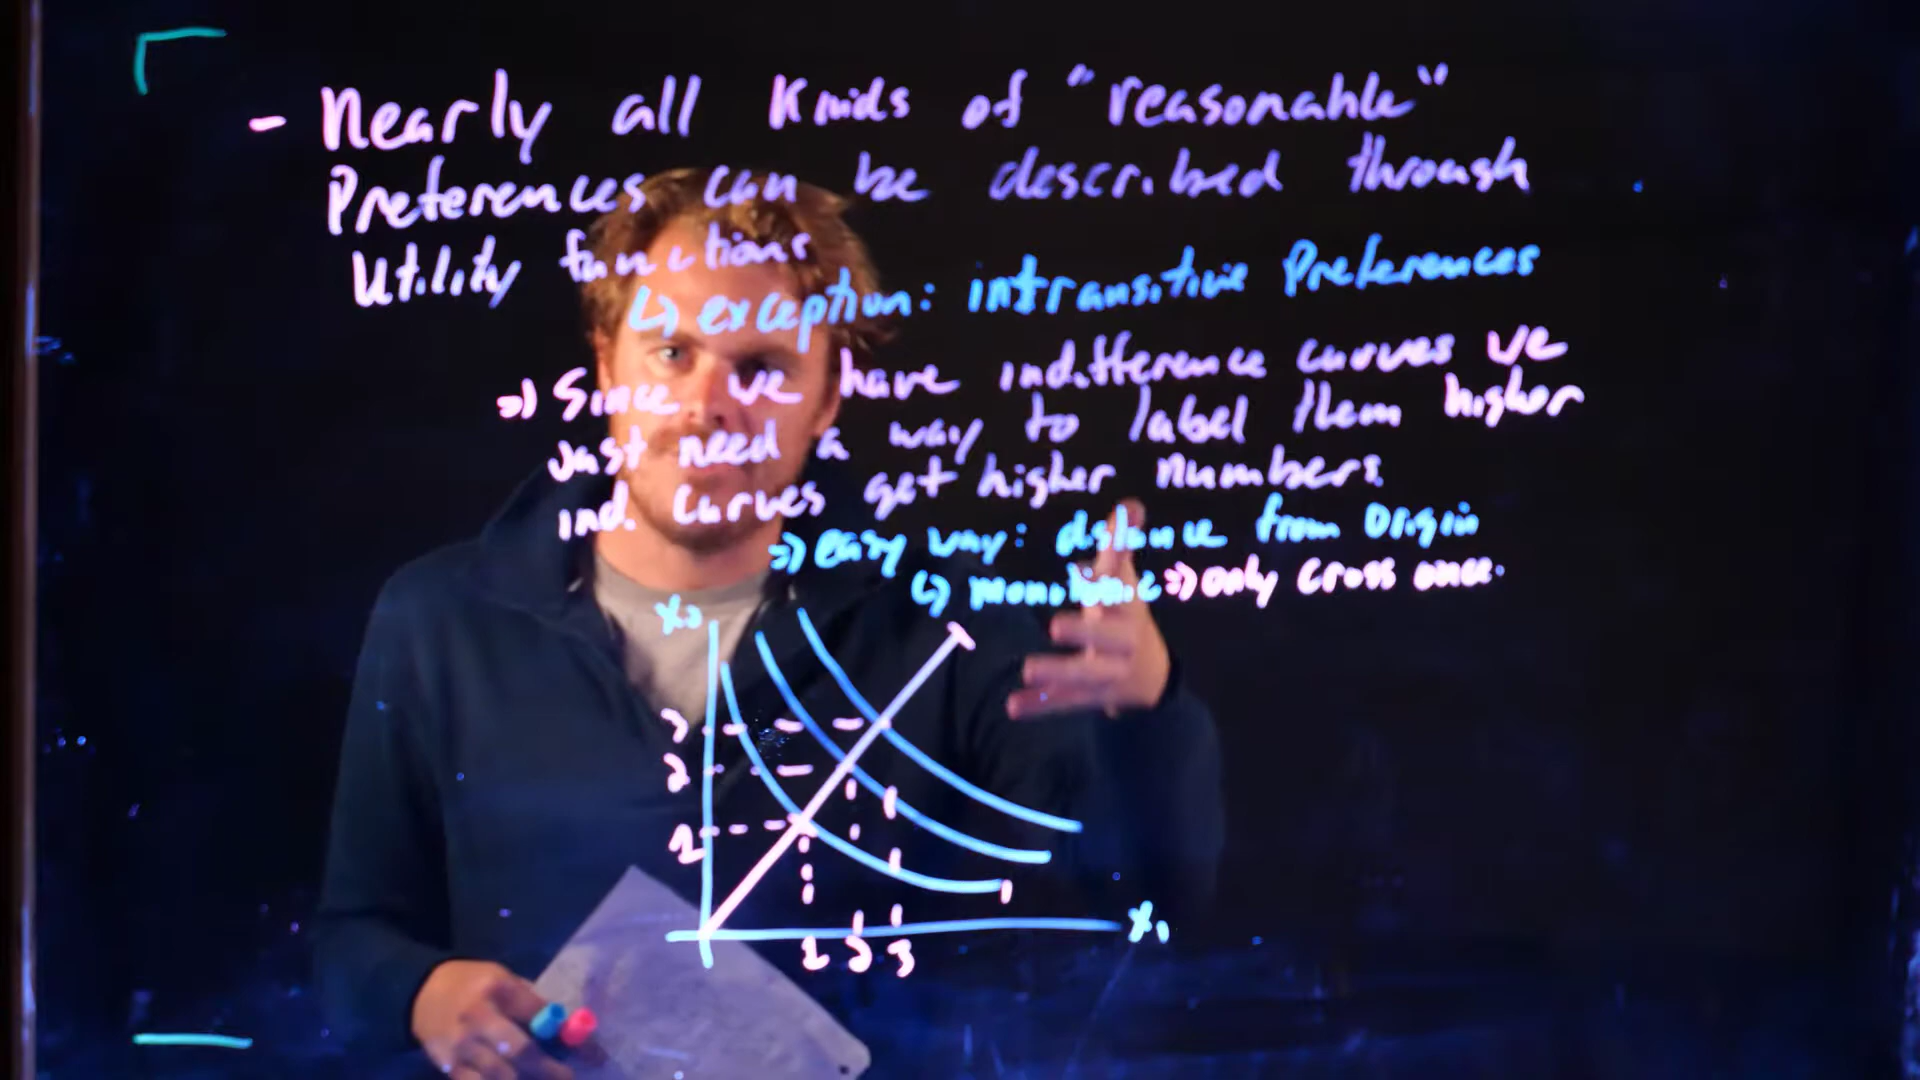 - Nearly all Kinds of "reasonable"
Preferences can be described through
Utility functions
↳ exception: intransitive Preferences
⇒ Since we have indifference curves we
Just need a way to label them higher
ind. curves get higher numbers.
⇒ easy way: distance from Origin
↳ monotonic ⇒ only cross once.
x₂
3
2
1
1 2 3
x₁